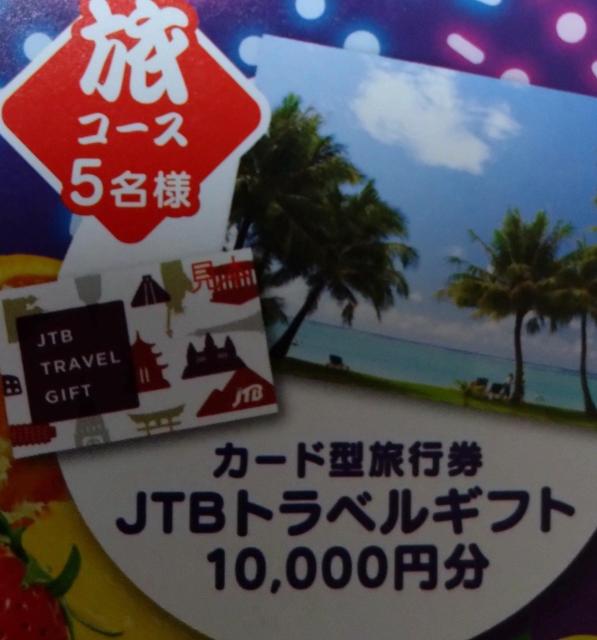 旅
コース
5名様
JTB
TRAVEL
GIFT
JTB
カード型旅行券
JTBトラベルギフト
10,000円分